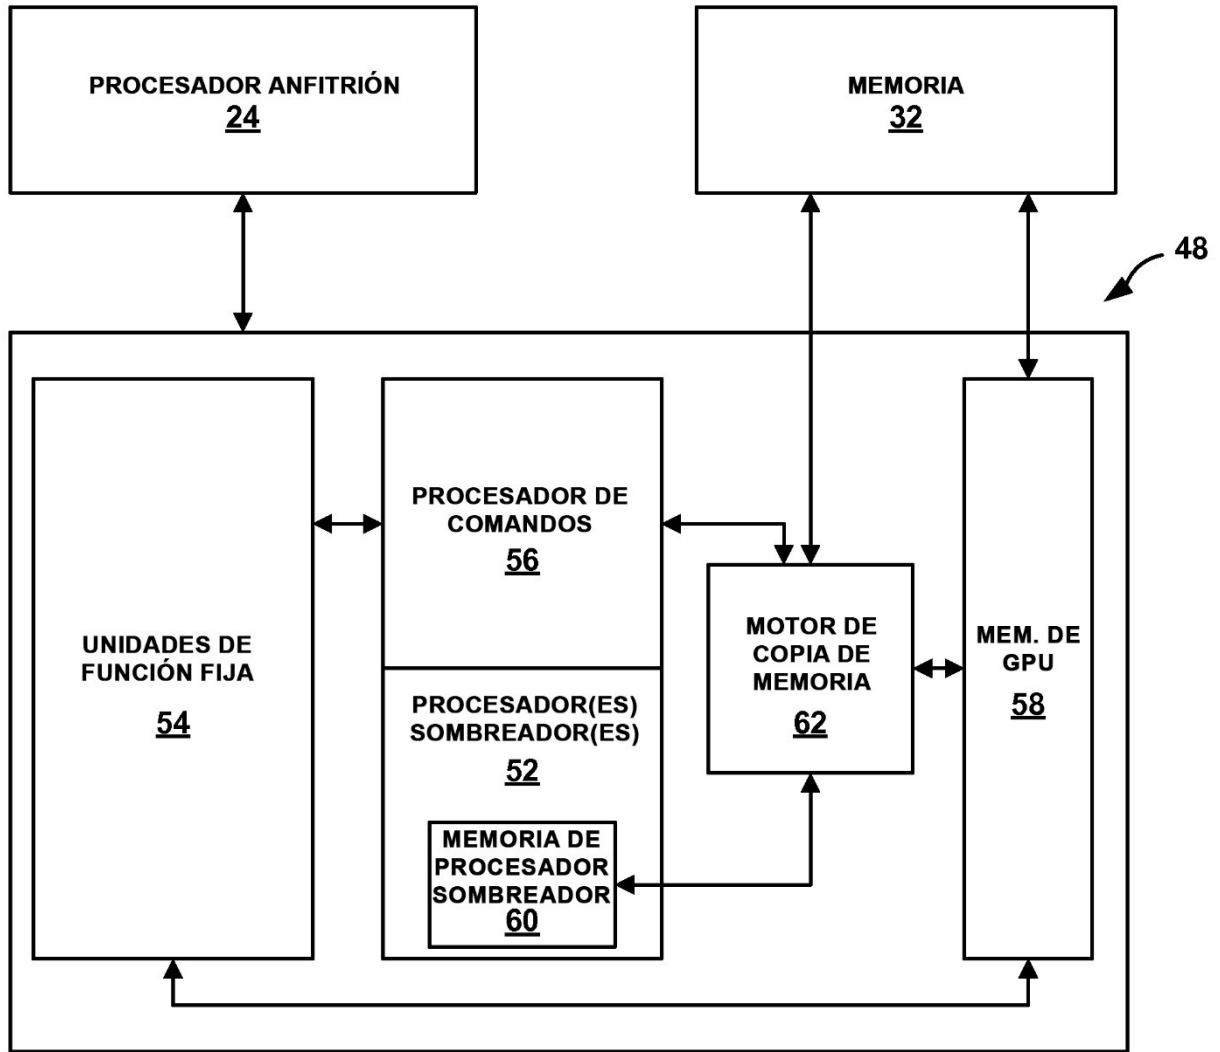 PROCESADOR ANFITRIÓN
24
MEMORIA
32
48
UNIDADES DE
FUNCIÓN FIJA
54
PROCESADOR DE
COMANDOS
56
PROCESADOR(ES)
SOMBREADOR(ES)
52
MEMORIA DE
PROCESADOR
SOMBREADOR
60
MOTOR DE
COPIA DE
MEMORIA
62
MEM. DE
GPU
58